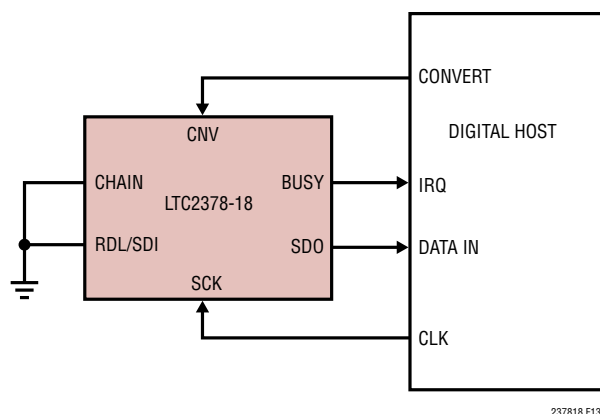 CONVERT
CNV
DIGITAL HOST
CHAIN
BUSY
IRQ
LTC2378-18
RDL/SDI
SDO
DATA IN
SCK
CLK
237818 F13